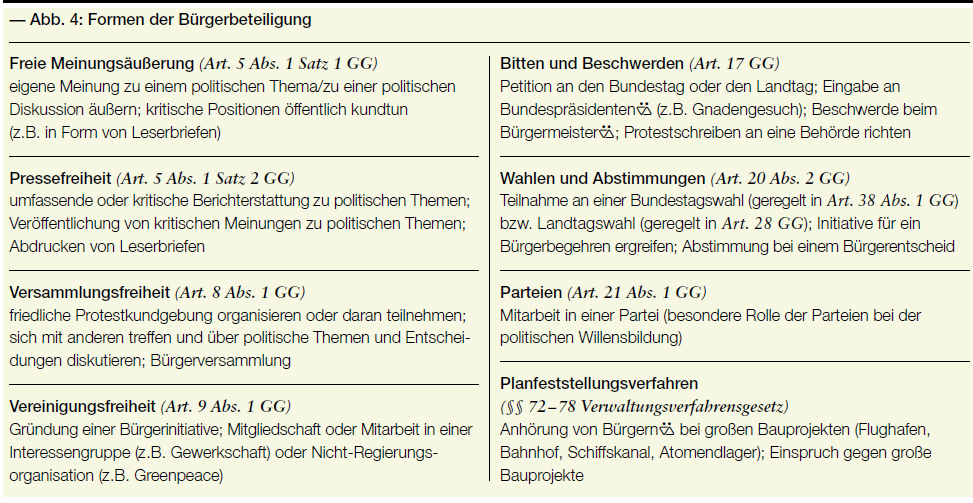 — Abb. 4: Formen der Bürgerbeteiligung
Freie Meinungsäußerung (Art. 5 Abs. 1 Satz 1 GG)
eigene Meinung zu einem politischen Thema/zu einer politischen
Diskussion äußern; kritische Positionen öffentlich kundtun
(z.B. in Form von Leserbriefen)
Pressefreiheit (Art. 5 Abs. 1 Satz 2 GG)
umfassende oder kritische Berichterstattung zu politischen Themen;
Veröffentlichung von kritischen Meinungen zu politischen Themen;
Abdrucken von Leserbriefen
Versammlungsfreiheit (Art. 8 Abs. 1 GG)
friedliche Protestkundgebung organisieren oder daran teilnehmen;
sich mit anderen treffen und über politische Themen und Entschei-
dungen diskutieren; Bürgerversammlung
Vereinigungsfreiheit (Art. 9 Abs. 1 GG)
Gründung einer Bürgerinitiative; Mitgliedschaft oder Mitarbeit in einer
Interessengruppe (z.B. Gewerkschaft) oder Nicht-Regierungs-
organisation (z.B. Greenpeace)
Bitten und Beschwerden (Art. 17 GG)
Petition an den Bundestag oder den Landtag; Eingabe an
Bundespräsidenten (z.B. Gnadengesuch); Beschwerde beim
Bürgermeister; Protestschreiben an eine Behörde richten
Wahlen und Abstimmungen (Art. 20 Abs. 2 GG)
Teilnahme an einer Bundestagswahl (geregelt in Art. 38 Abs. 1 GG)
bzw. Landtagswahl (geregelt in Art. 28 GG); Initiative für ein
Bürgerbegehren ergreifen; Abstimmung bei einem Bürgerentscheid
Parteien (Art. 21 Abs. 1 GG)
Mitarbeit in einer Partei (besondere Rolle der Parteien bei der
politischen Willensbildung)
Planfeststellungsverfahren
(§§ 72–78 Verwaltungsverfahrensgesetz)
Anhörung von Bürgern bei großen Bauprojekten (Flughafen,
Bahnhof, Schiffskanal, Atomendlager); Einspruch gegen große
Bauprojekte